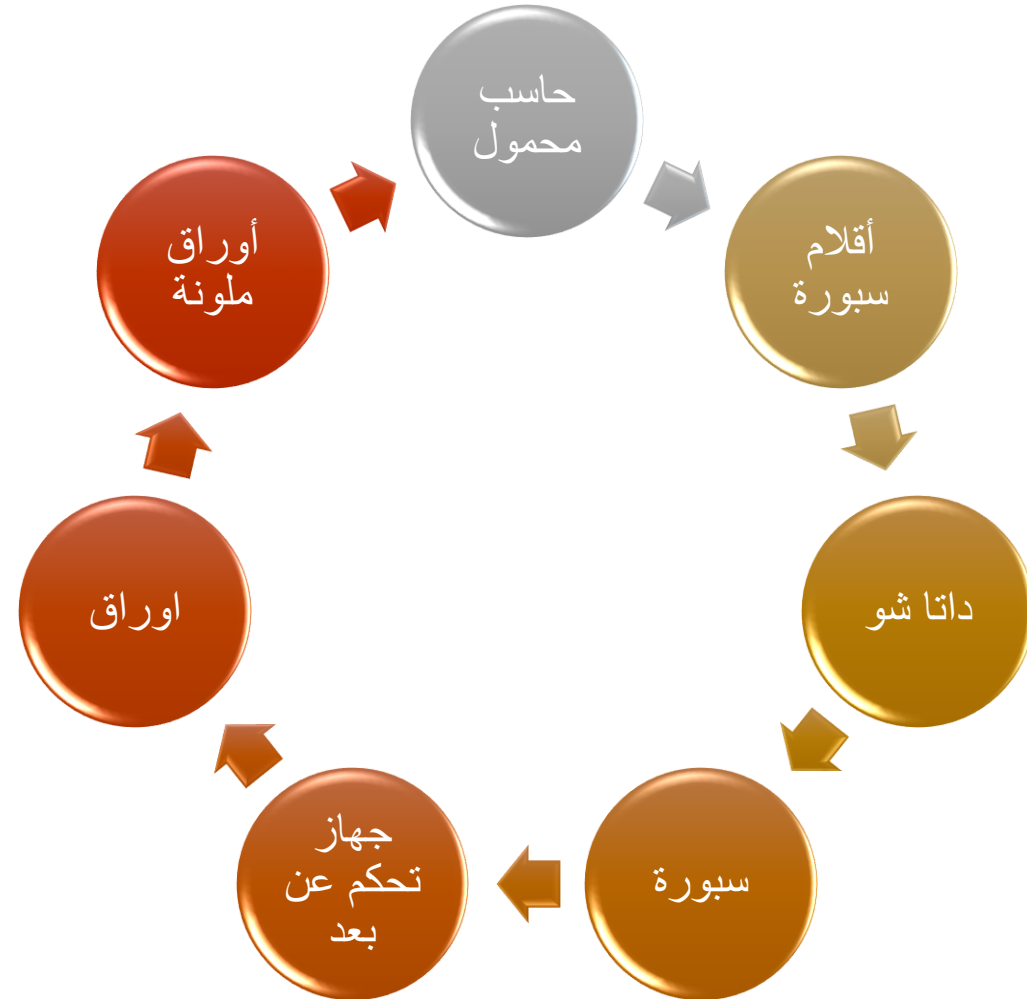 حاسب
محمول
أقلام
سبورة
داتا شو
سبورة
جهاز
تحكم عن
بعد
اوراق
أوراق
ملونة